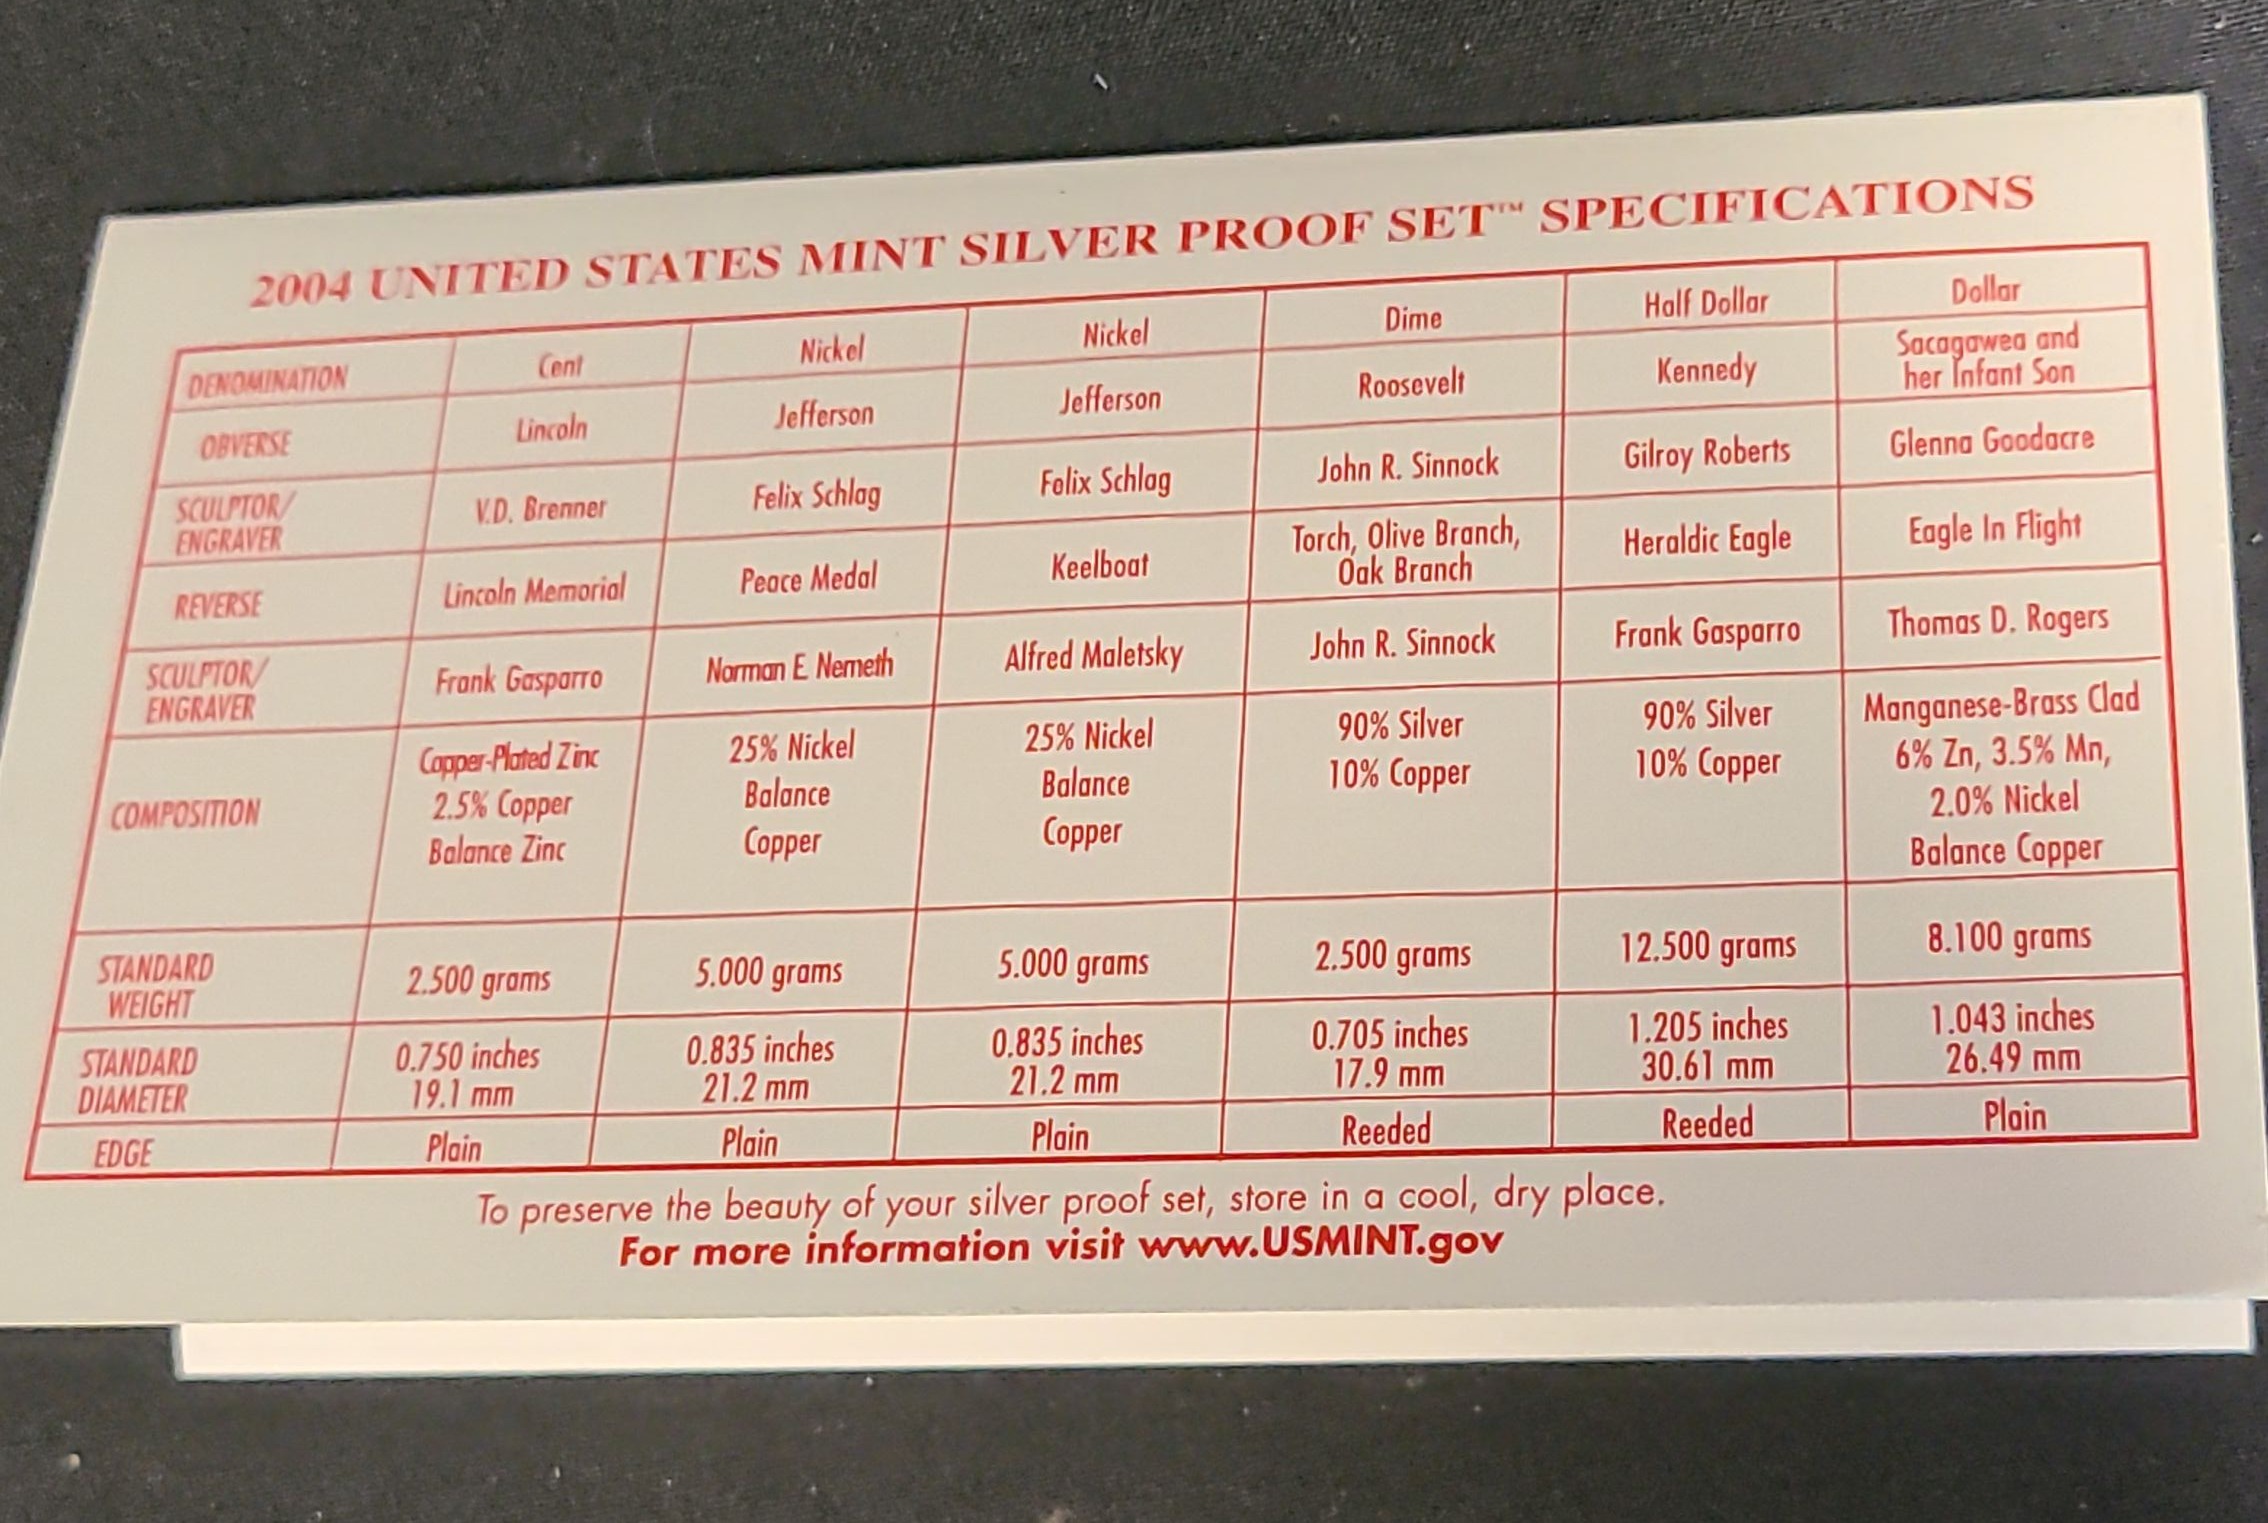 2004 UNITED STATES MINT SILVER PROOF SET™ SPECIFICATIONS
DENOMINATION Cent Nickel Nickel Dime Half Dollar Dollar
OBVERSE Lincoln Jefferson Jefferson Roosevelt Kennedy Sacagawea and
her Infant Son
SCULPTOR/
ENGRAVER V.D. Brenner Felix Schlag Felix Schlag John R. Sinnock Gilroy Roberts Glenna Goodacre
REVERSE Lincoln Memorial Peace Medal Keelboat Torch, Olive Branch,
Oak Branch Heraldic Eagle Eagle In Flight
SCULPTOR/
ENGRAVER Frank Gasparro Norman E. Nemeth Alfred Maletsky John R. Sinnock Frank Gasparro Thomas D. Rogers
COMPOSITION Copper-Plated Zinc
2.5% Copper
Balance Zinc
25% Nickel
Balance
Copper
25% Nickel
Balance
Copper
90% Silver
10% Copper
90% Silver
10% Copper
Manganese-Brass Clad
6% Zn, 3.5% Mn,
2.0% Nickel
Balance Copper
STANDARD
WEIGHT 2.500 grams 5.000 grams 5.000 grams 2.500 grams 12.500 grams 8.100 grams
STANDARD
DIAMETER
0.750 inches 0.835 inches 0.835 inches 0.705 inches 1.205 inches 1.043 inches
19.1 mm 21.2 mm 21.2 mm 17.9 mm 30.61 mm 26.49 mm
EDGE Plain Plain Plain Reeded Reeded Plain
To preserve the beauty of your silver proof set, store in a cool, dry place.
For more information visit www.USMINT.gov